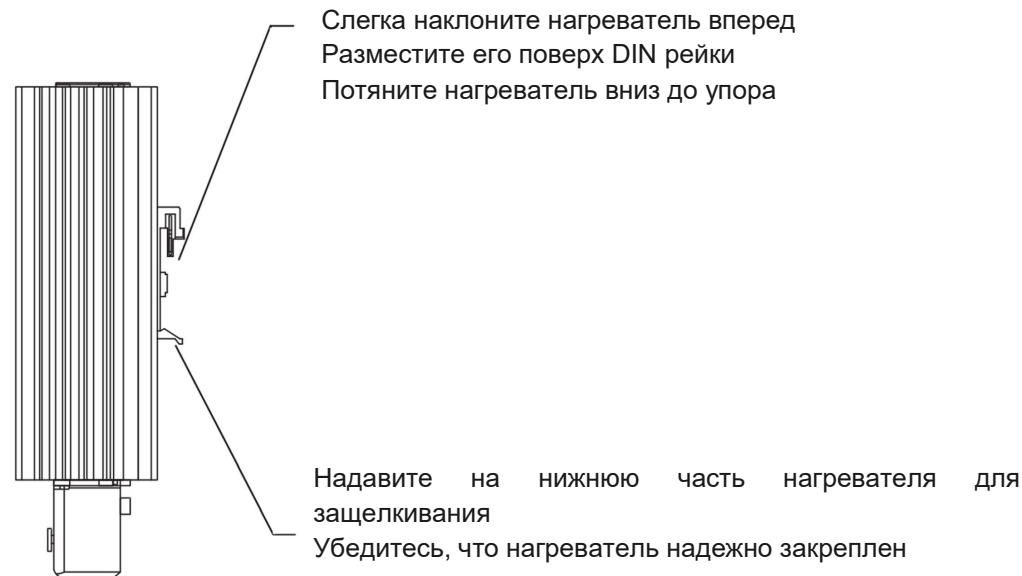 Слегка наклоните нагреватель вперед
Разместите его поверх DIN рейки
Потяните нагреватель вниз до упора
Надавите на нижнюю часть нагревателя для
защелкивания
Убедитесь, что нагреватель надежно закреплен